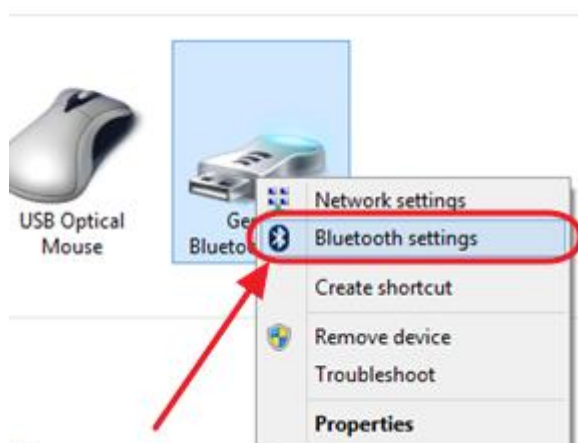 USB Optical
Mouse
Network settings
Bluetooth settings
Create shortcut
Remove device
Troubleshoot
Properties